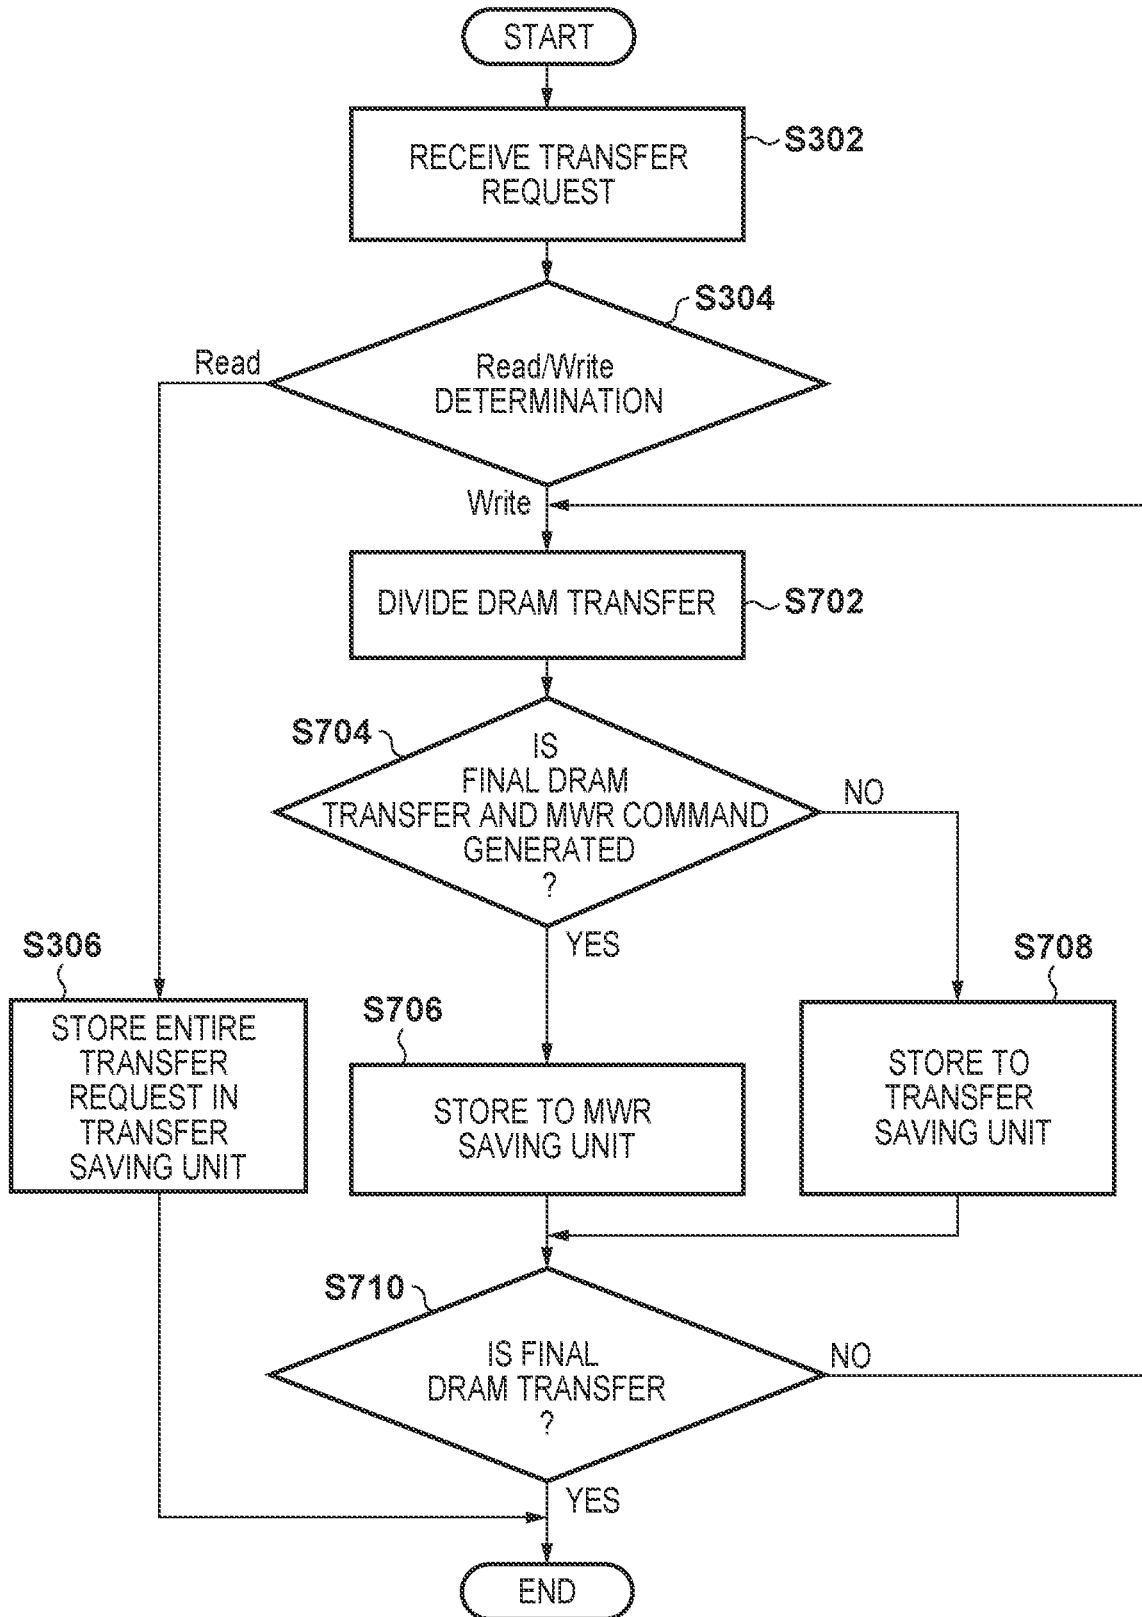 START
RECEIVE TRANSFER
REQUEST
S302
S304
Read/Write
DETERMINATION
Read
Write
DIVIDE DRAM TRANSFER
S702
S704
IS
FINAL DRAM
TRANSFER AND MWR COMMAND
GENERATED
?
NO
YES
S306
STORE ENTIRE
TRANSFER
REQUEST IN
TRANSFER
SAVING UNIT
S706
STORE TO MWR
SAVING UNIT
S708
STORE TO
TRANSFER
SAVING UNIT
S710
IS FINAL
DRAM TRANSFER
?
NO
YES
END